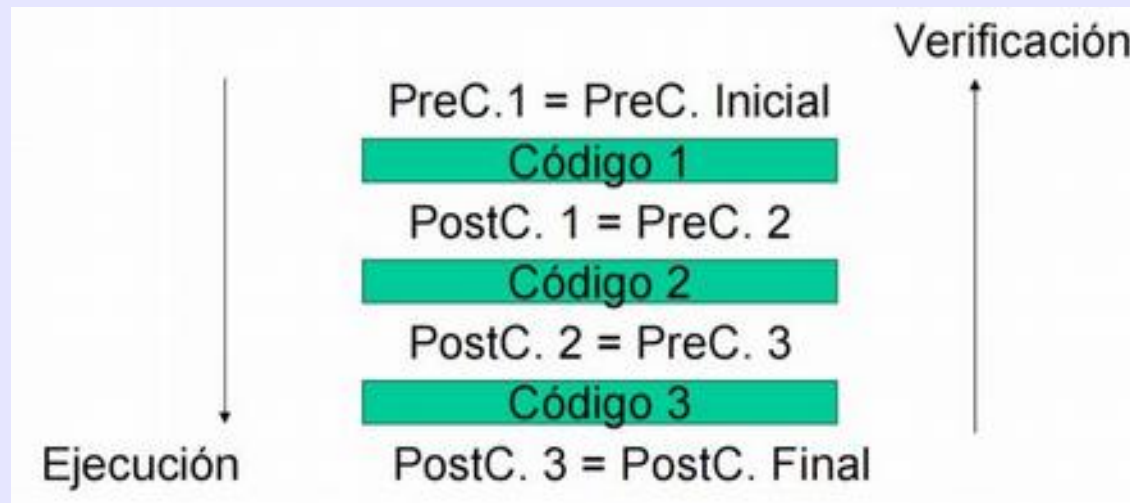 Verificación
PreC.1 = PreC. Inicial
Código 1
PostC. 1 = PreC. 2
Código 2
PostC. 2 = PreC. 3
Código 3
Ejecución
PostC. 3 = PostC. Final